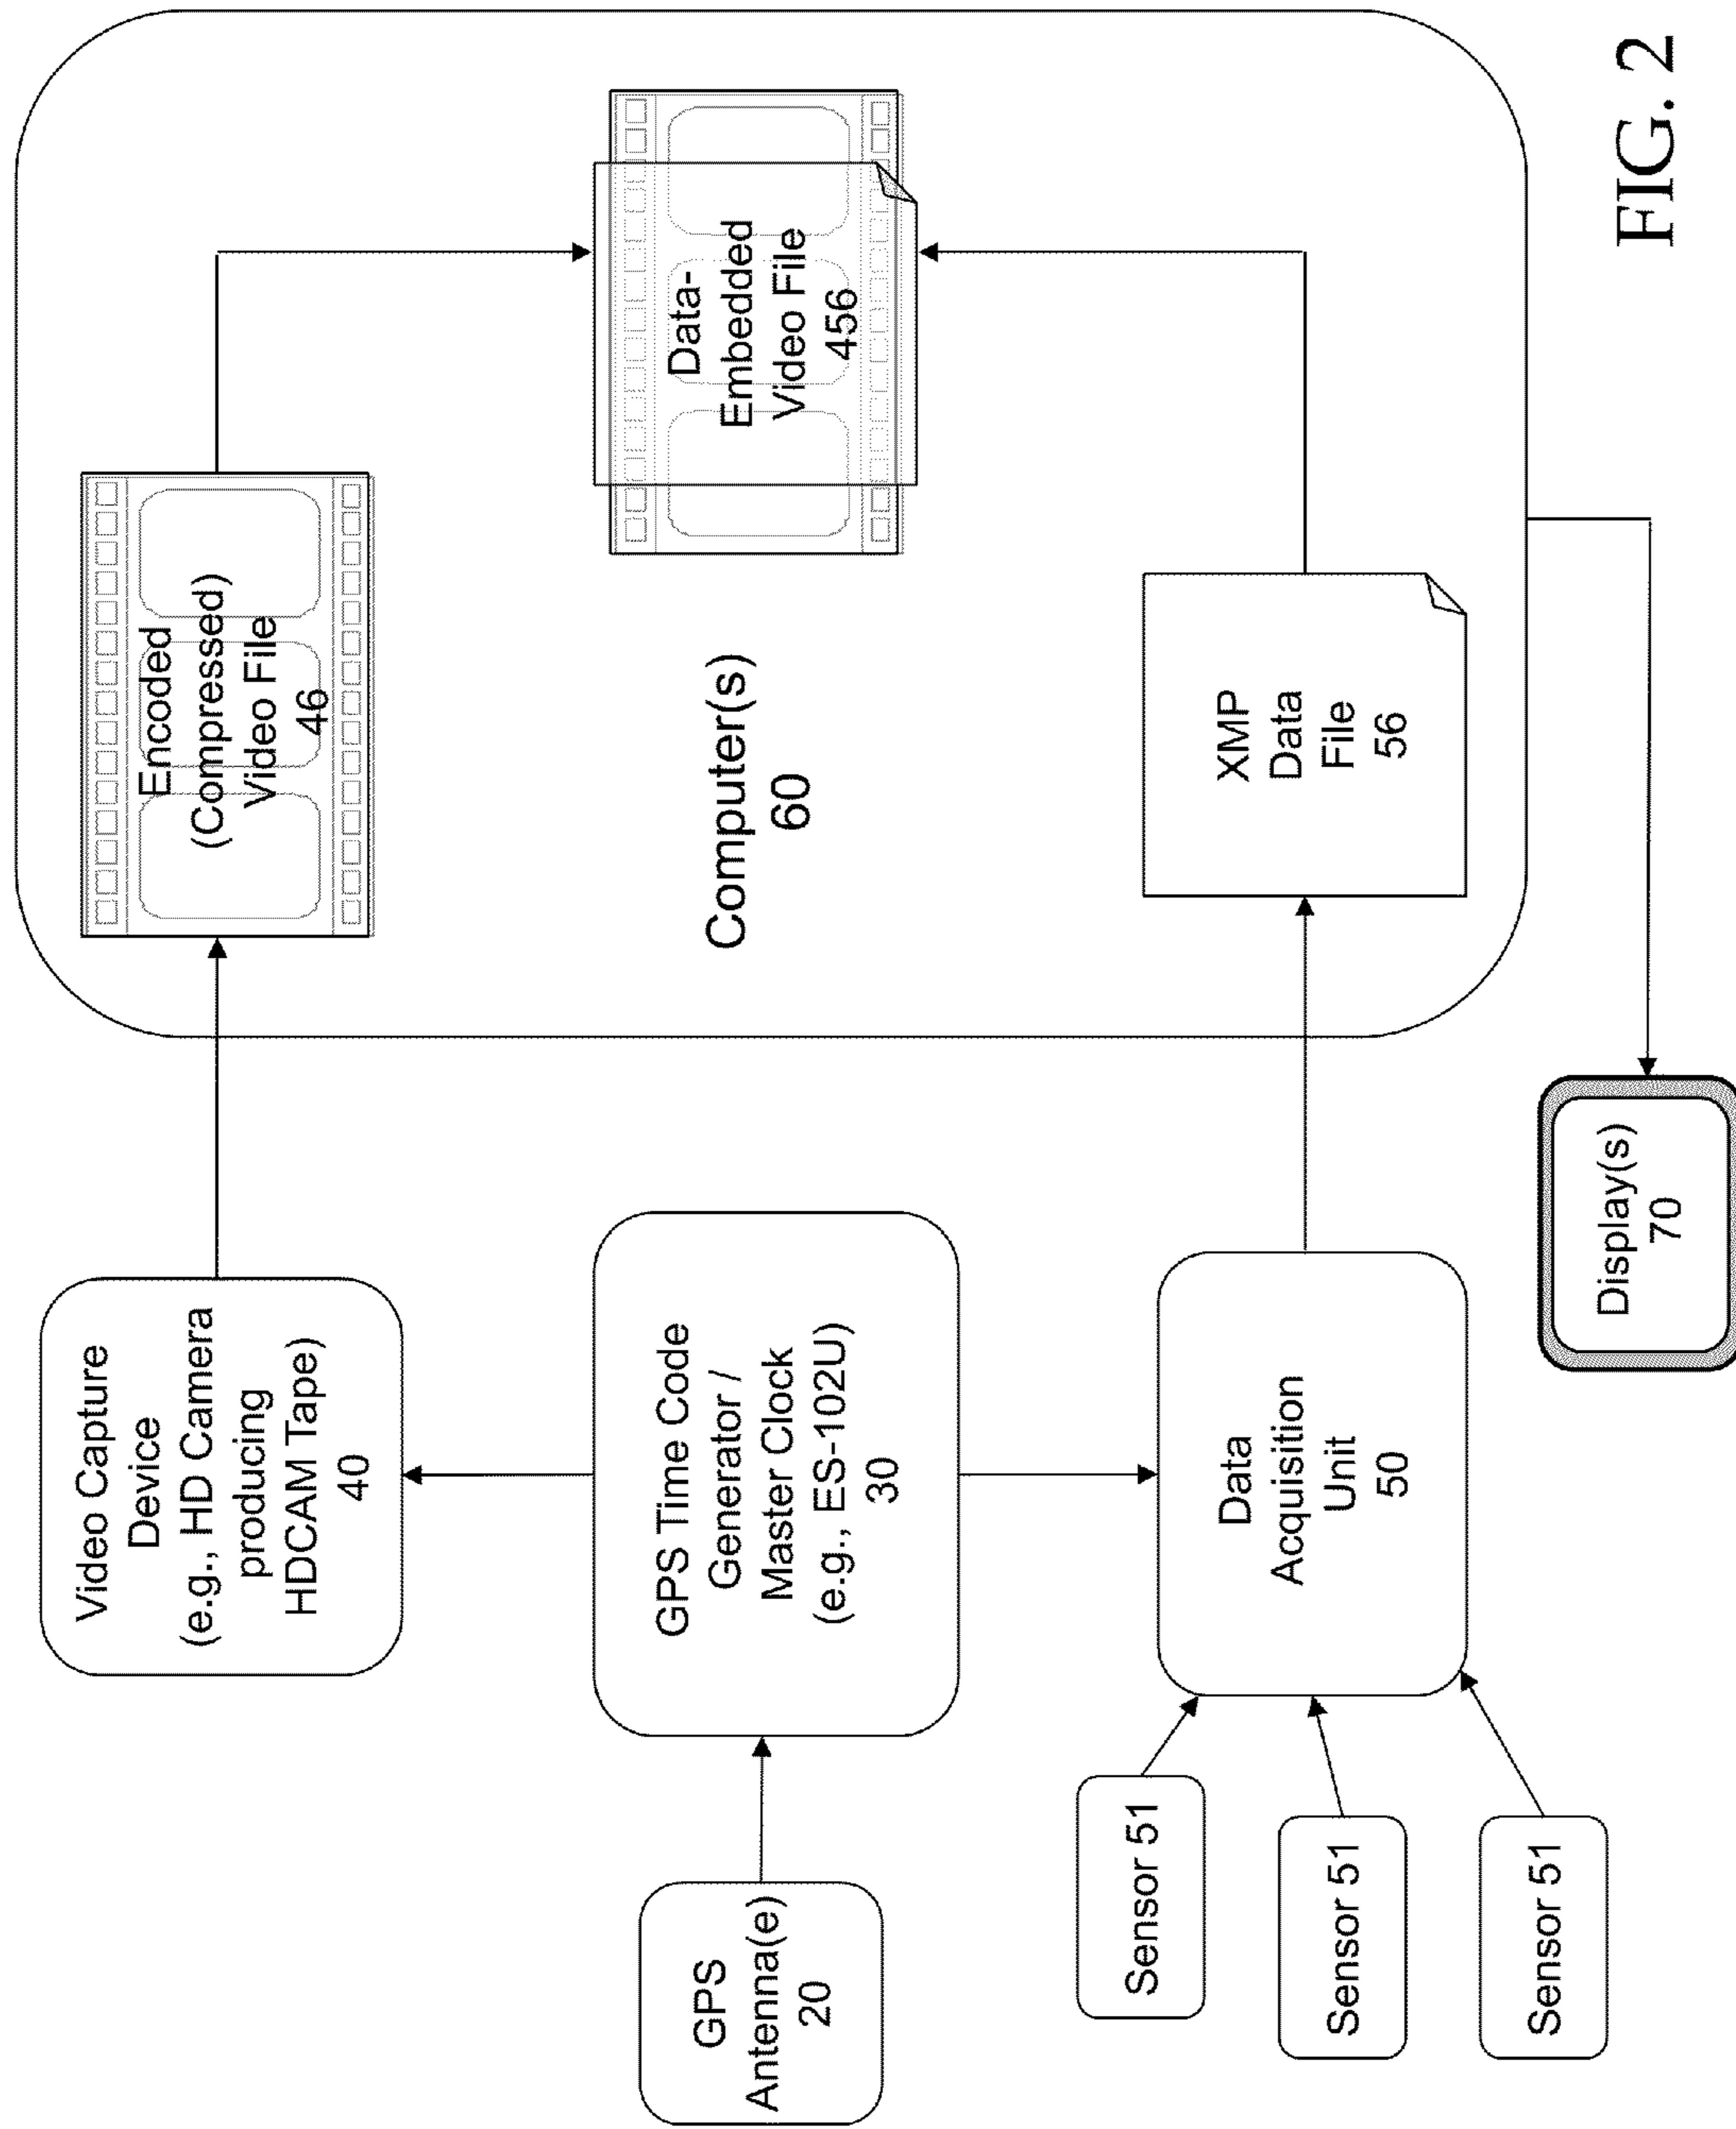 Video Capture
Device
(e.g., HD Camera
producing
HDCAM Tape)
40
Encoded
(Compressed)
Video File
46
GPS
Antenna(e)
20
GPS Time Code
Generator /
Master Clock
(e.g., ES-102U)
30
Computer(s)
60
Data-
Embedded
Video File
456
Sensor 51
Sensor 51
Sensor 51
Data
Acquisition
Unit
50
XMP
Data
File
56
Display(s)
70
FIG. 2